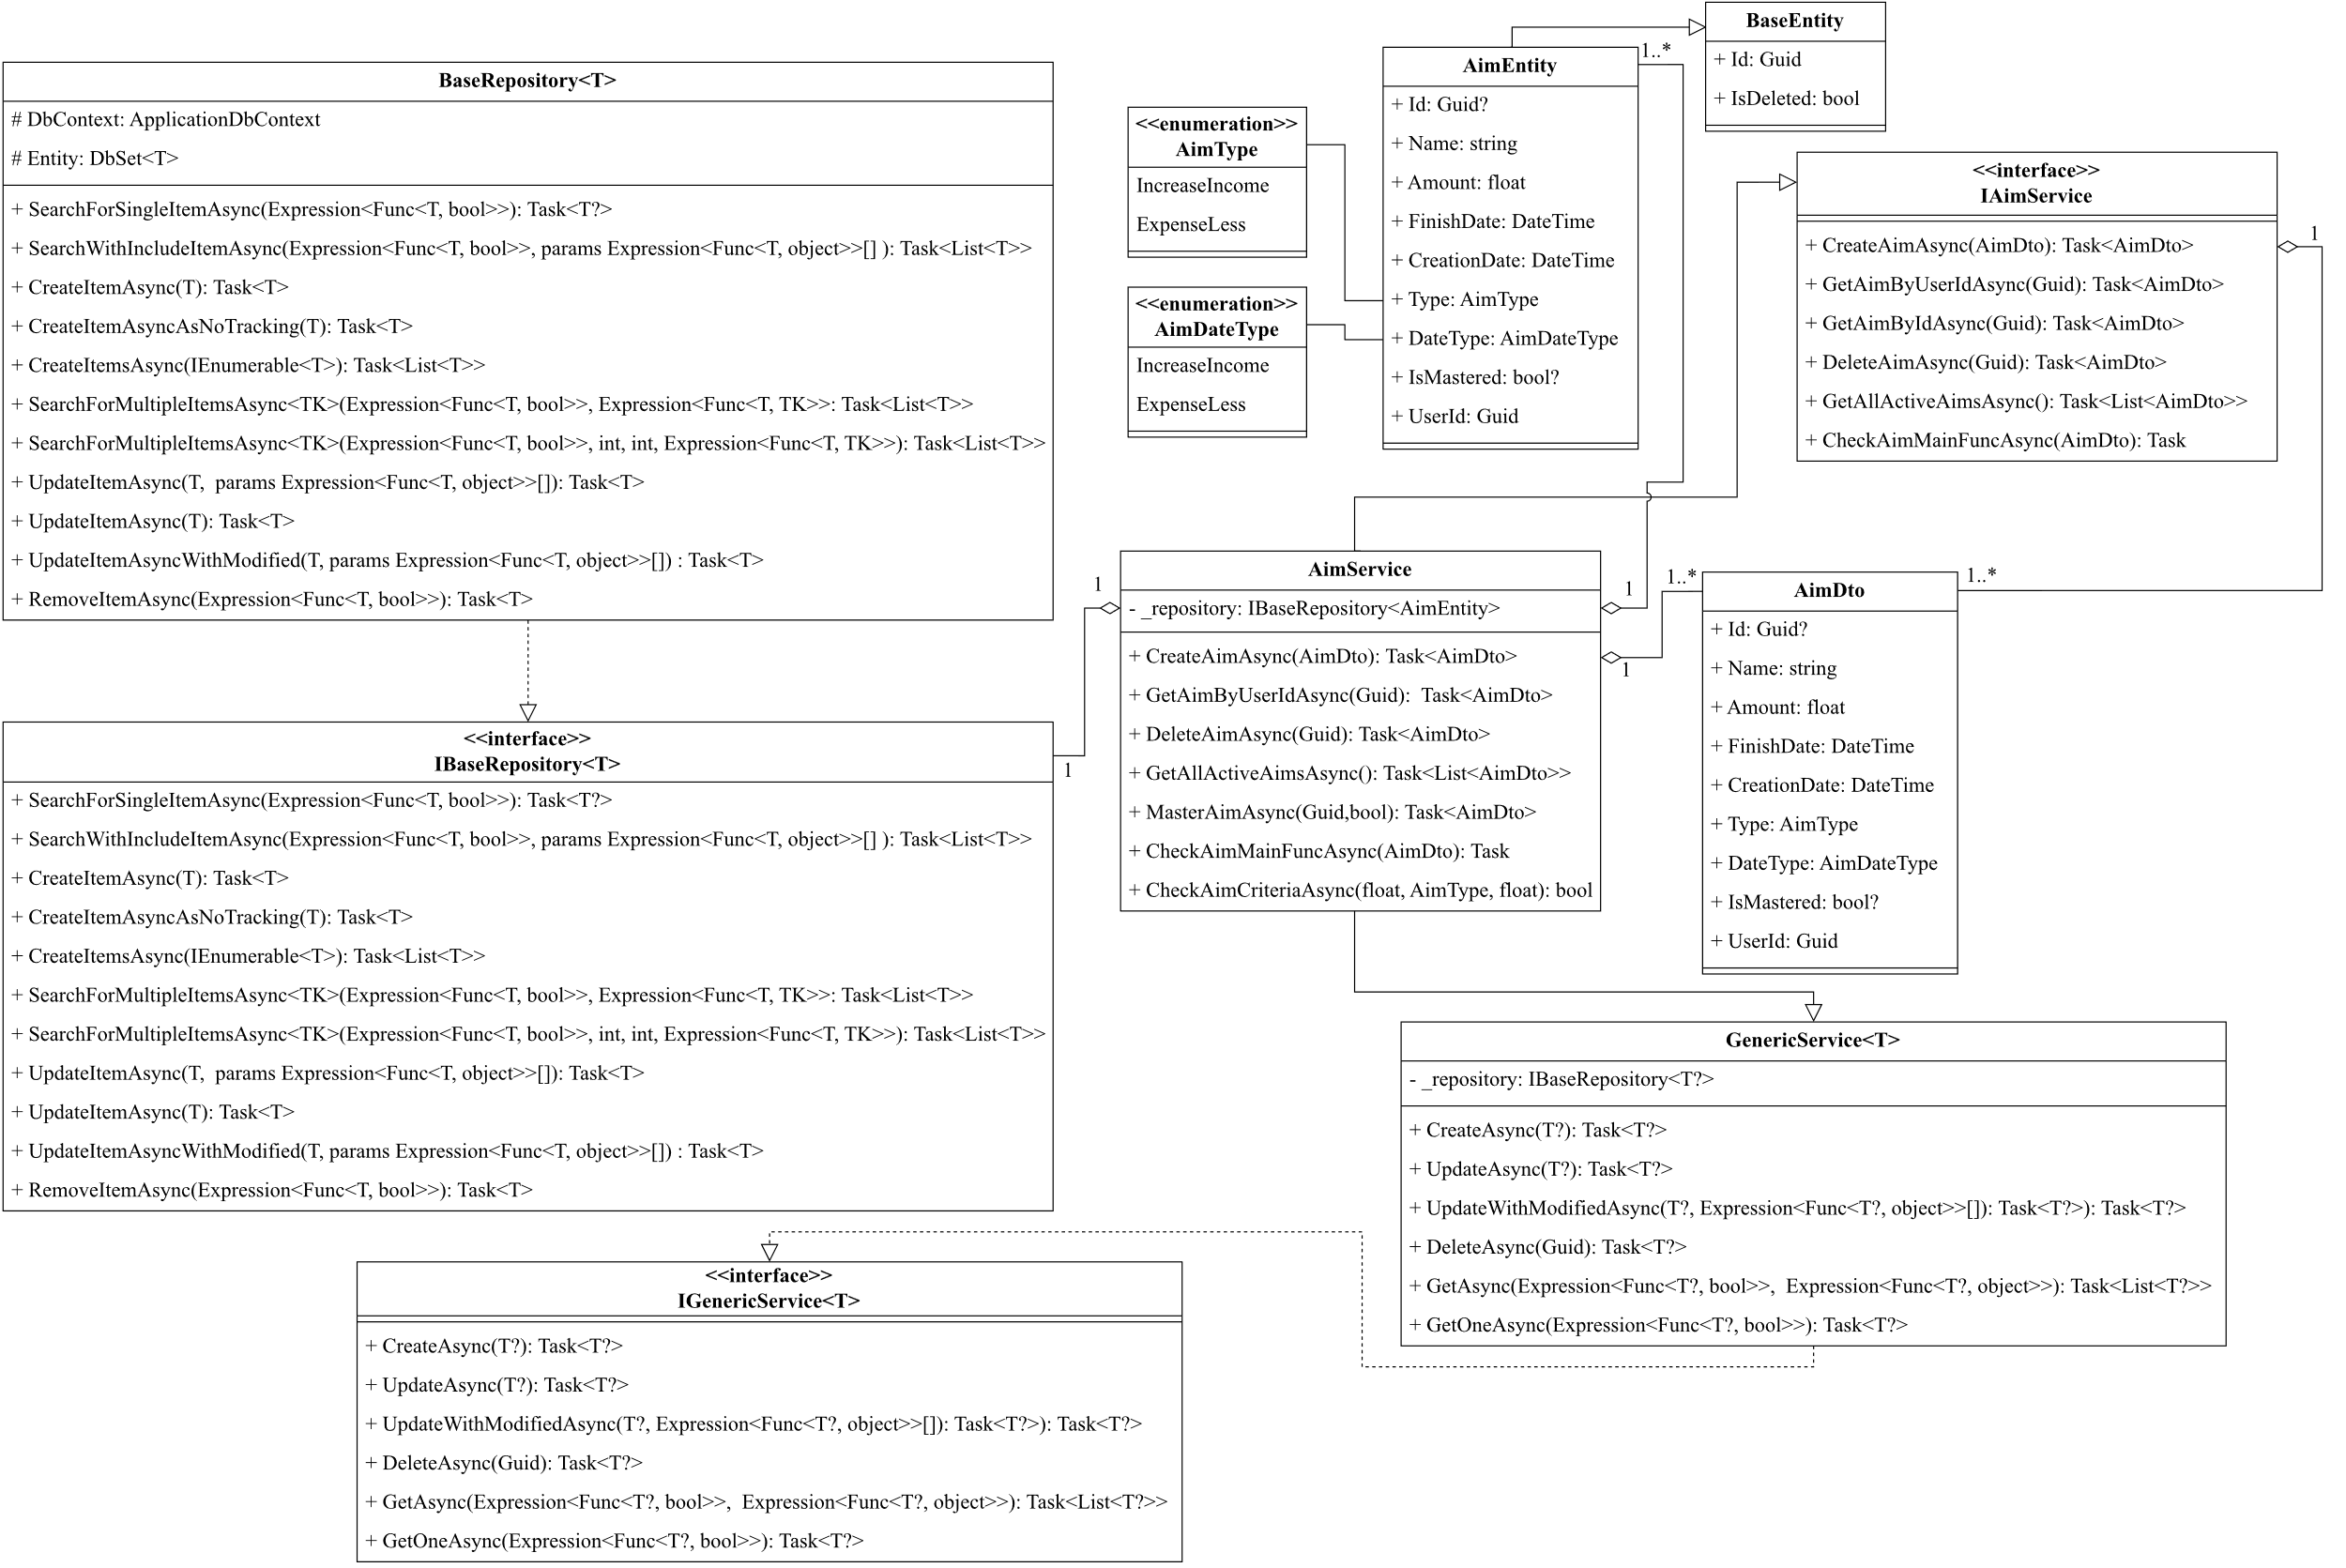 BaseEntity
+ Id: Guid
+ IsDeleted: bool
1..*
AimEntity
+ Id: Guid?
+ Name: string
+ Amount: float
+ FinishDate: DateTime
+ CreationDate: DateTime
+ Type: AimType
+ DateType: AimDateType
+ IsMastered: bool?
+ UserId: Guid
BaseRepository<T>
# DbContext: ApplicationDbContext
# Entity: DbSet<T>
+ SearchForSingleItemAsync(Expression<Func<T, bool>>): Task<T?>
+ SearchWithIncludeItemAsync(Expression<Func<T, bool>>, params Expression<Func<T, object>>[] ): Task<List<T>>
+ CreateItemAsync(T): Task<T>
+ CreateItemAsyncAsNoTracking(T): Task<T>
+ CreateItemsAsync(IEnumerable<T>): Task<List<T>>
+ SearchForMultipleItemsAsync<TK>(Expression<Func<T, bool>>, Expression<Func<T, TK>>: Task<List<T>>
+ SearchForMultipleItemsAsync<TK>(Expression<Func<T, bool>>, int, int, Expression<Func<T, TK>>): Task<List<T>>
+ UpdateItemAsync(T,  params Expression<Func<T, object>>[]): Task<T>
+ UpdateItemAsync(T): Task<T>
+ UpdateItemAsyncWithModified(T, params Expression<Func<T, object>>[]) : Task<T>
+ RemoveItemAsync(Expression<Func<T, bool>>): Task<T>
<<enumeration>>
AimType
IncreaseIncome
ExpenseLess
<<enumeration>>
AimDateType
IncreaseIncome
ExpenseLess
<<interface>>
IAimService
+ CreateAimAsync(AimDto): Task<AimDto>
+ GetAimByUserIdAsync(Guid): Task<AimDto>
+ GetAimByIdAsync(Guid): Task<AimDto>
+ DeleteAimAsync(Guid): Task<AimDto>
+ GetAllActiveAimsAsync(): Task<List<AimDto>>
+ CheckAimMainFuncAsync(AimDto): Task
1
AimService
- _repository: IBaseRepository<AimEntity>
+ CreateAimAsync(AimDto): Task<AimDto>
+ GetAimByUserIdAsync(Guid):  Task<AimDto>
+ DeleteAimAsync(Guid): Task<AimDto>
+ GetAllActiveAimsAsync(): Task<List<AimDto>>
+ MasterAimAsync(Guid,bool): Task<AimDto>
+ CheckAimMainFuncAsync(AimDto): Task
+ CheckAimCriteriaAsync(float, AimType, float): bool
1
1
1
1..*
1..*
AimDto
+ Id: Guid?
+ Name: string
+ Amount: float
+ FinishDate: DateTime
+ CreationDate: DateTime
+ Type: AimType
+ DateType: AimDateType
+ IsMastered: bool?
+ UserId: Guid
<<interface>>
IBaseRepository<T>
1
+ SearchForSingleItemAsync(Expression<Func<T, bool>>): Task<T?>
+ SearchWithIncludeItemAsync(Expression<Func<T, bool>>, params Expression<Func<T, object>>[] ): Task<List<T>>
+ CreateItemAsync(T): Task<T>
+ CreateItemAsyncAsNoTracking(T): Task<T>
+ CreateItemsAsync(IEnumerable<T>): Task<List<T>>
+ SearchForMultipleItemsAsync<TK>(Expression<Func<T, bool>>, Expression<Func<T, TK>>: Task<List<T>>
+ SearchForMultipleItemsAsync<TK>(Expression<Func<T, bool>>, int, int, Expression<Func<T, TK>>): Task<List<T>>
+ UpdateItemAsync(T,  params Expression<Func<T, object>>[]): Task<T>
+ UpdateItemAsync(T): Task<T>
+ UpdateItemAsyncWithModified(T, params Expression<Func<T, object>>[]) : Task<T>
+ RemoveItemAsync(Expression<Func<T, bool>>): Task<T>
GenericService<T>
- _repository: IBaseRepository<T?>
+ CreateAsync(T?): Task<T?>
+ UpdateAsync(T?): Task<T?>
+ UpdateWithModifiedAsync(T?, Expression<Func<T?, object>>[]): Task<T?>): Task<T?>
+ DeleteAsync(Guid): Task<T?>
+ GetAsync(Expression<Func<T?, bool>>,  Expression<Func<T?, object>>): Task<List<T?>>
+ GetOneAsync(Expression<Func<T?, bool>>): Task<T?>
<<interface>>
IGenericService<T>
+ CreateAsync(T?): Task<T?>
+ UpdateAsync(T?): Task<T?>
+ UpdateWithModifiedAsync(T?, Expression<Func<T?, object>>[]): Task<T?>): Task<T?>
+ DeleteAsync(Guid): Task<T?>
+ GetAsync(Expression<Func<T?, bool>>,  Expression<Func<T?, object>>): Task<List<T?>>
+ GetOneAsync(Expression<Func<T?, bool>>): Task<T?>